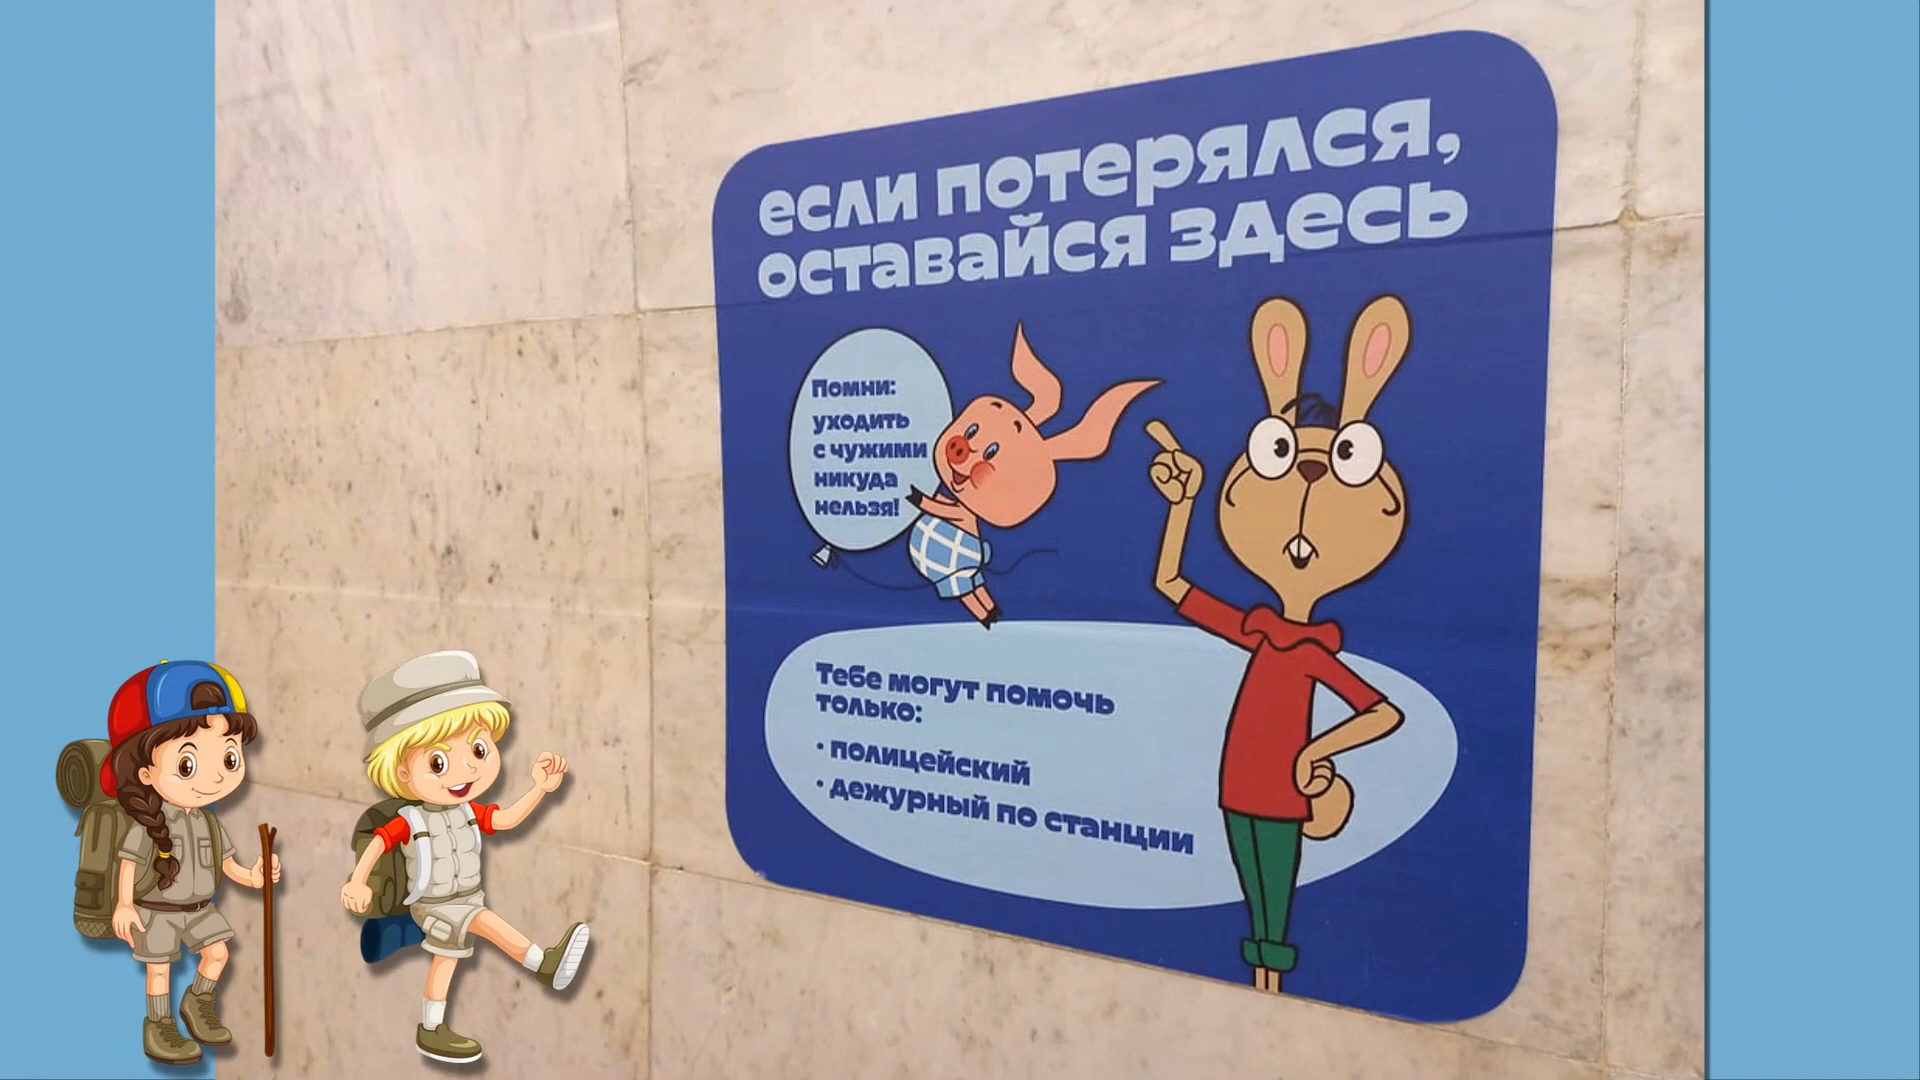 если потерялся,
оставайся здесь
Помни:
уходить
с чужими
никуда
нельзя!
Тебе могут помочь
только:
• полицейский
• дежурный по станции